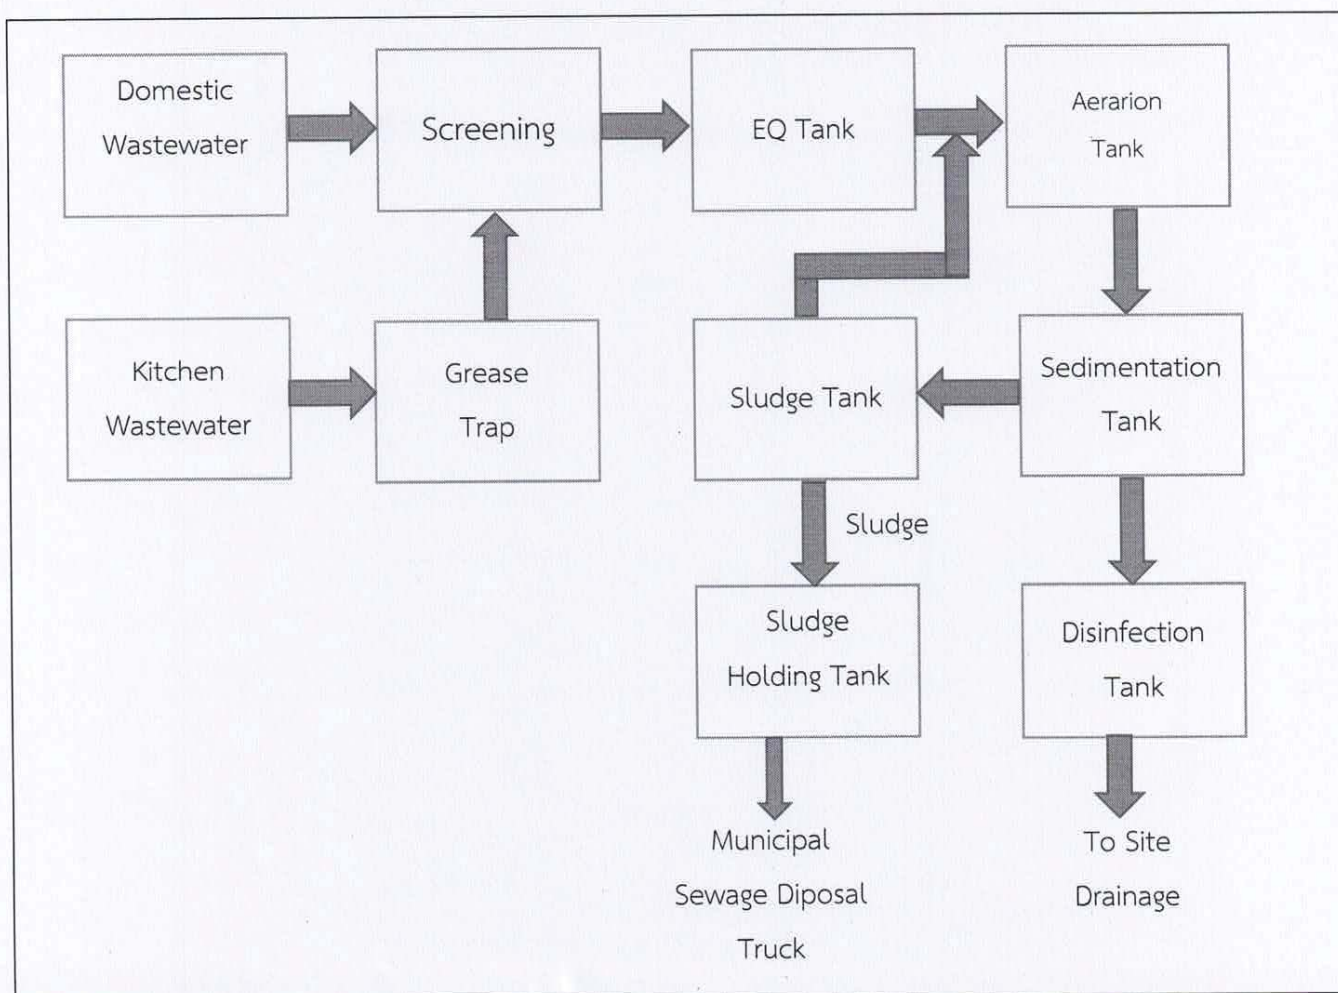 Domestic
Wastewater
Screening
EQ Tank
Aerarion
Tank
Kitchen
Wastewater
Grease
Trap
Sludge Tank
Sedimentation
Tank
Sludge
Sludge
Holding Tank
Disinfection
Tank
Municipal
Sewage Diposal
Truck
To Site
Drainage